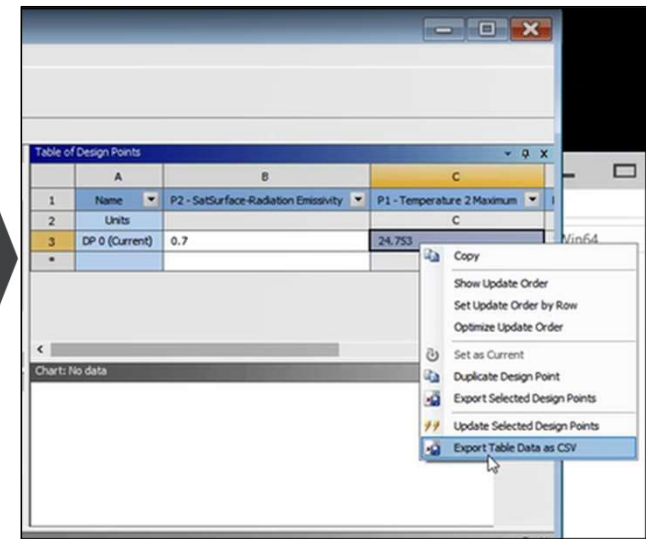 Table of Design Points
A B C
1 Name P2 - SatSurface-Radiation Emissivity P1 - Temperature 2 Maximum
2 Units C
3 DP 0 (Current) 0.7 24.753
*
Chart: No data
Copy
Show Update Order
Set Update Order by Row
Optimize Update Order
Set as Current
Duplicate Design Point
Export Selected Design Points
Update Selected Design Points
Export Table Data as CSV